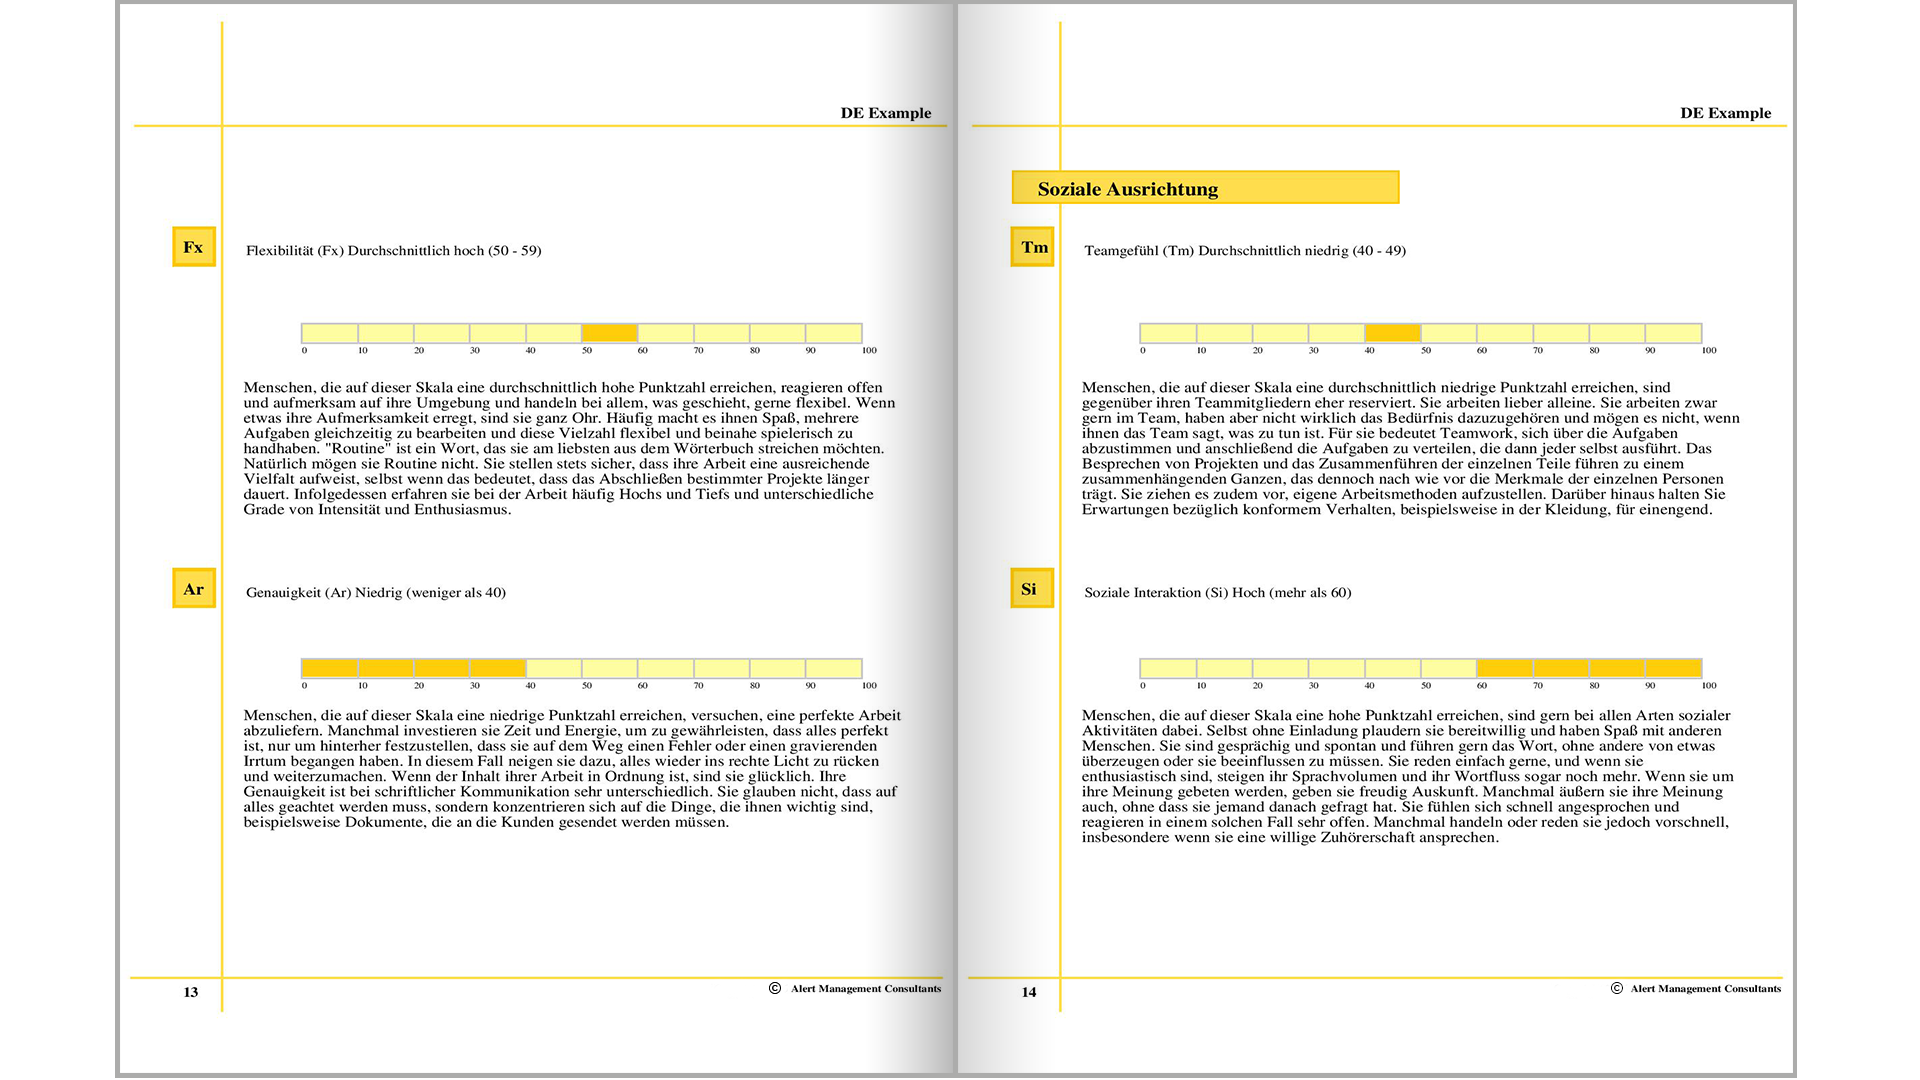 DE Example
Fx
Flexibilität (Fx) Durchschnittlich hoch (50 - 59)
0 10 20 30 40 50 60 70 80 90 100
Menschen, die auf dieser Skala eine durchschnittlich hohe Punktzahl erreichen, reagieren offen
und aufmerksam auf ihre Umgebung und handeln bei allem, was geschieht, gerne flexibel. Wenn
etwas ihre Aufmerksamkeit erregt, sind sie ganz Ohr. Häufig macht es ihnen Spaß, mehrere
Aufgaben gleichzeitig zu bearbeiten und diese Vielzahl flexibel und beinahe spielerisch zu
handhaben. "Routine" ist ein Wort, das sie am liebsten aus dem Wörterbuch streichen möchten.
Natürlich mögen sie Routine nicht. Sie stellen stets sicher, dass ihre Arbeit eine ausreichende
Vielfalt aufweist, selbst wenn das bedeutet, dass das Abschließen bestimmter Projekte länger
dauert. Infolgedessen erfahren sie bei der Arbeit häufig Hochs und Tiefs und unterschiedliche
Grade von Intensität und Enthusiasmus.
Ar
Genauigkeit (Ar) Niedrig (weniger als 40)
0 10 20 30 40 50 60 70 80 90 100
Menschen, die auf dieser Skala eine niedrige Punktzahl erreichen, versuchen, eine perfekte Arbeit
abzuliefern. Manchmal investieren sie Zeit und Energie, um zu gewährleisten, dass alles perfekt
ist, nur um hinterher festzustellen, dass sie auf dem Weg einen Fehler oder einen gravierenden
Irrtum begangen haben. In diesem Fall neigen sie dazu, alles wieder ins rechte Licht zu rücken
und weiterzumachen. Wenn der Inhalt ihrer Arbeit in Ordnung ist, sind sie glücklich. Ihre
Genauigkeit ist bei schriftlicher Kommunikation sehr unterschiedlich. Sie glauben nicht, dass auf
alles geachtet werden muss, sondern konzentrieren sich auf die Dinge, die ihnen wichtig sind,
beispielsweise Dokumente, die an die Kunden gesendet werden müssen.
13
© Alert Management Consultants
DE Example
Soziale Ausrichtung
Tm
Teamgefühl (Tm) Durchschnittlich niedrig (40 - 49)
0 10 20 30 40 50 60 70 80 90 100
Menschen, die auf dieser Skala eine durchschnittlich niedrige Punktzahl erreichen, sind
gegenüber ihren Teammitgliedern eher reserviert. Sie arbeiten lieber alleine. Sie arbeiten zwar
gern im Team, haben aber nicht wirklich das Bedürfnis dazuzugehören und mögen es nicht, wenn
ihnen das Team sagt, was zu tun ist. Für sie bedeutet Teamwork, sich über die Aufgaben
abzustimmen und anschließend die Aufgaben zu verteilen, die dann jeder selbst ausführt. Das
Besprechen von Projekten und das Zusammenführen der einzelnen Teile führen zu einem
zusammenhängenden Ganzen, das dennoch nach wie vor die Merkmale der einzelnen Personen
trägt. Sie ziehen es zudem vor, eigene Arbeitsmethoden aufzustellen. Darüber hinaus halten Sie
Erwartungen bezüglich konformem Verhalten, beispielsweise in der Kleidung, für einengend.
Si
Soziale Interaktion (Si) Hoch (mehr als 60)
0 10 20 30 40 50 60 70 80 90 100
Menschen, die auf dieser Skala eine hohe Punktzahl erreichen, sind gern bei allen Arten sozialer
Aktivitäten dabei. Selbst ohne Einladung plaudern sie bereitwillig und haben Spaß mit anderen
Menschen. Sie sind gesprächig und spontan und führen gern das Wort, ohne andere von etwas
überzeugen oder sie beeinflussen zu müssen. Sie reden einfach gerne, und wenn sie
enthusiastisch sind, steigen ihr Sprachvolumen und ihr Wortfluss sogar noch mehr. Wenn sie um
ihre Meinung gebeten werden, geben sie freudig Auskunft. Manchmal äußern sie ihre Meinung
auch, ohne dass sie jemand danach gefragt hat. Sie fühlen sich schnell angesprochen und
reagieren in einem solchen Fall sehr offen. Manchmal handeln oder reden sie jedoch vorschnell,
insbesondere wenn sie eine willige Zuhörerschaft ansprechen.
14
© Alert Management Consultants